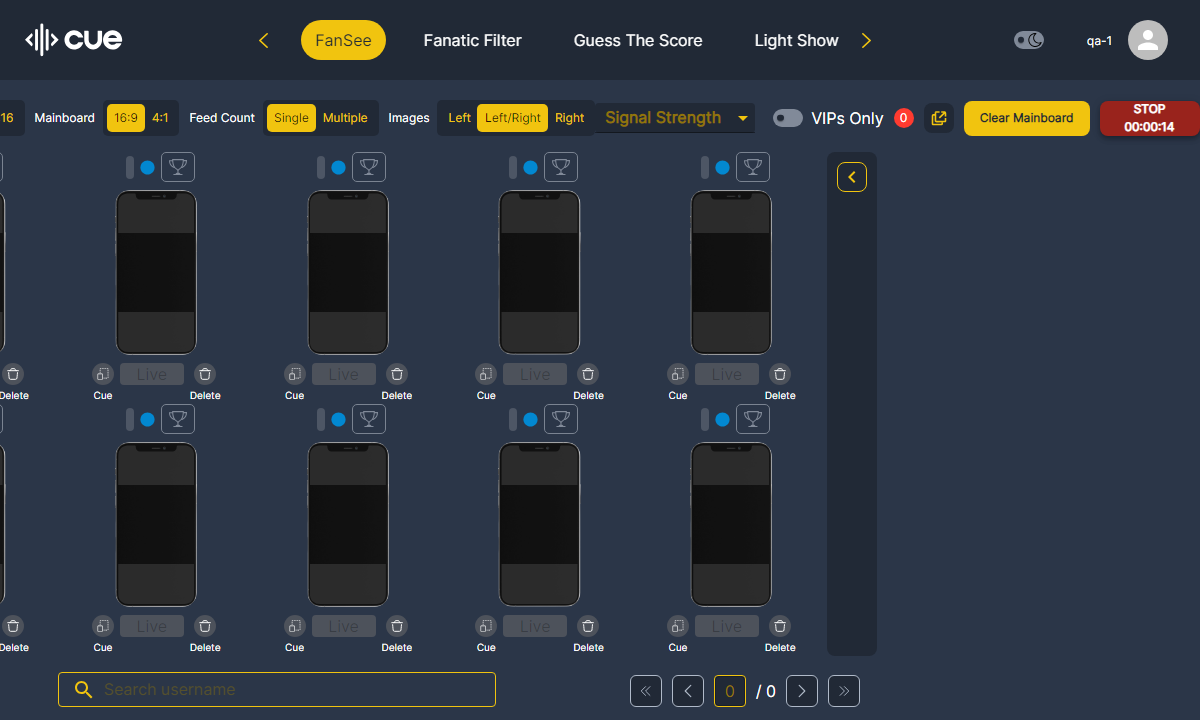 cue
FanSee
Fanatic Filter
Guess The Score
Light Show
qa-1
16
Mainboard
16:9
4:1
Feed Count
Single
Multiple
Images
Left
Left/Right
Right
Signal Strength
VIPs Only
0
Clear Mainboard
STOP
00:00:14
Live
Live
Live
Live
Delete
Cue
Delete
Cue
Delete
Cue
Delete
Cue
Delete
Live
Live
Live
Live
Delete
Cue
Delete
Cue
Delete
Cue
Delete
Cue
Delete
Search username
0 / 0